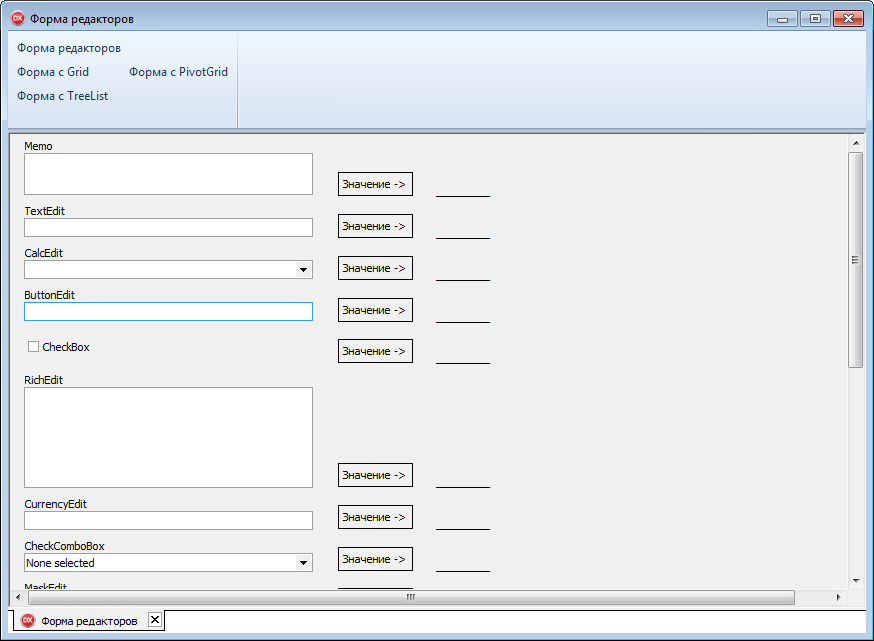 DX Форма редакторов
Форма редакторов
Форма с Grid Форма с PivotGrid
Форма с TreeList
Memo
Значение ->
TextEdit
Значение ->
CalcEdit
Значение ->
ButtonEdit
Значение ->
CheckBox
Значение ->
RichEdit
Значение ->
CurrencyEdit
Значение ->
CheckComboBox
None selected
Значение ->
MaskEdit
DX Форма редакторов